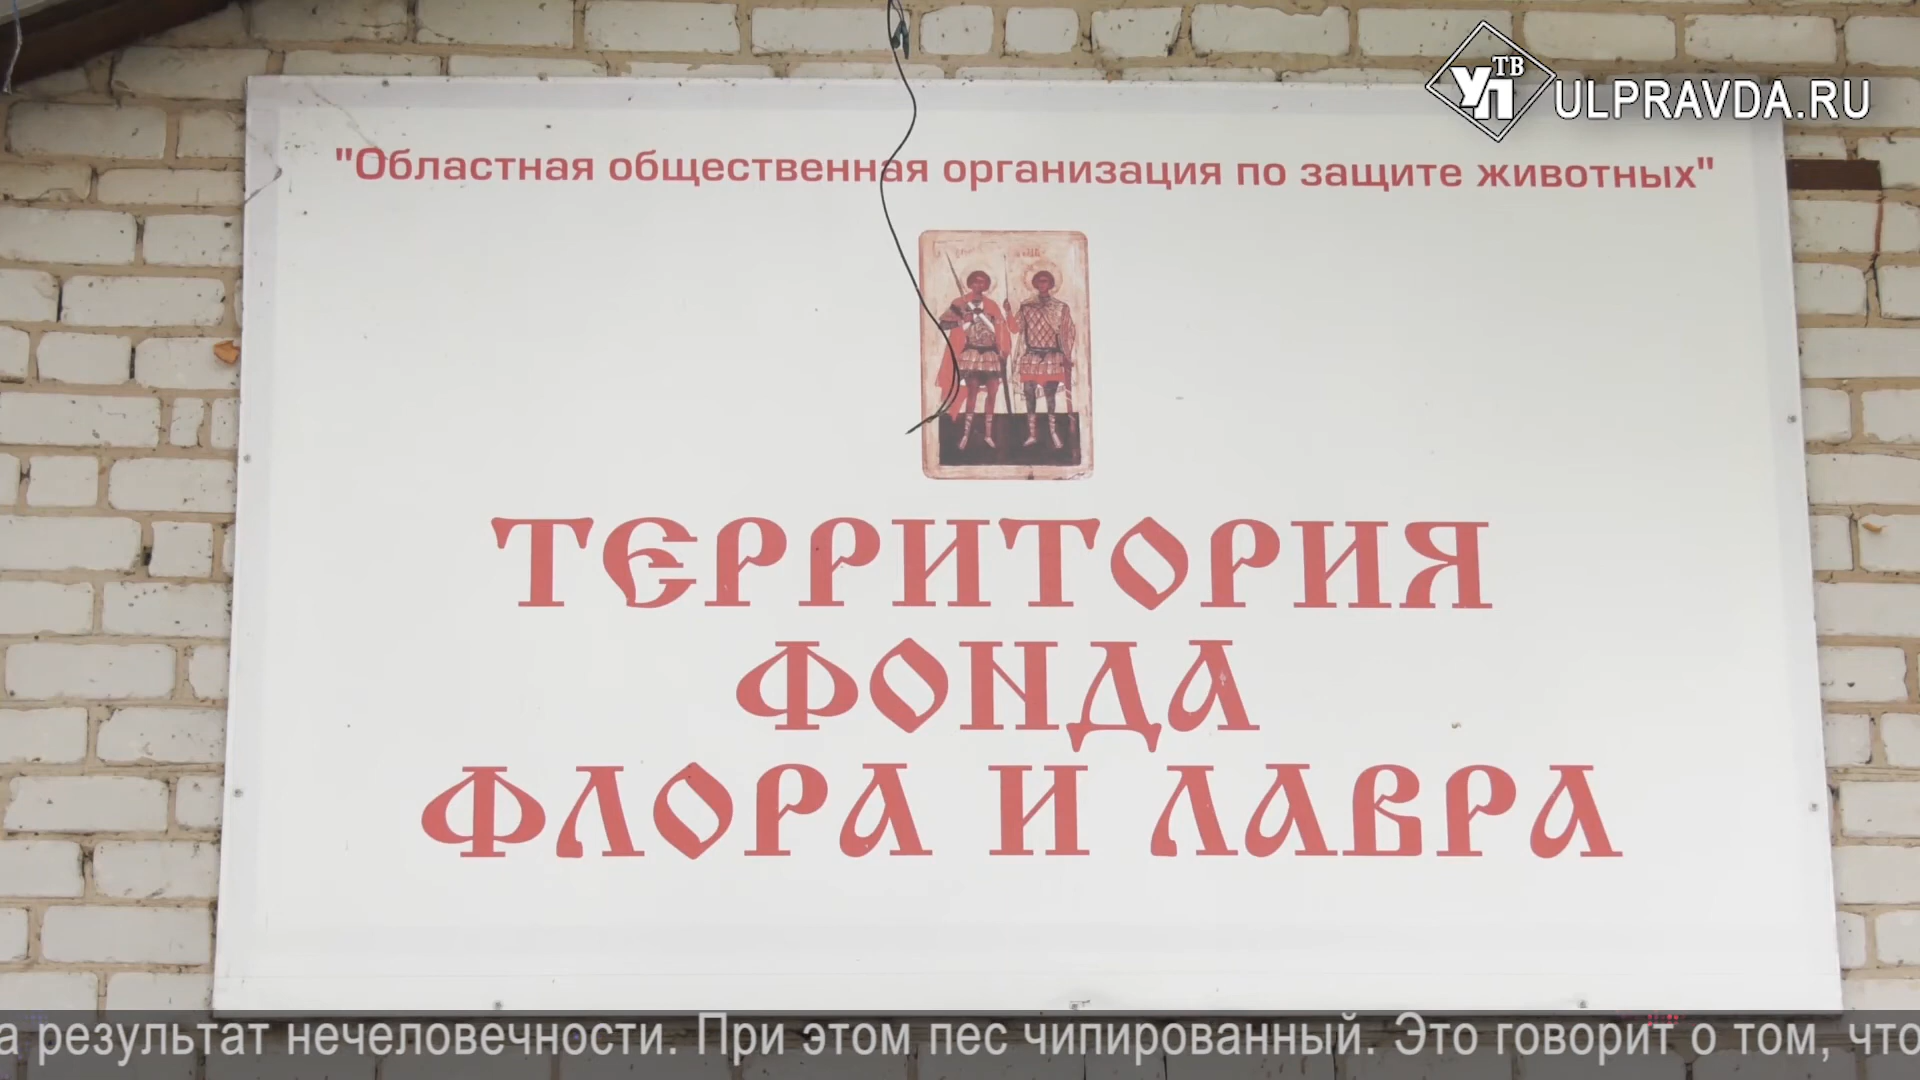 ТВ
УП
ULPRAVDA.RU
"Областная общественная организация по защите животных"
ТЕРРИТОРИЯ
ФОНДА
ФЛОРА И ЛАВРА
а результат нечеловечности. При этом пес чипированный. Это говорит о том, что